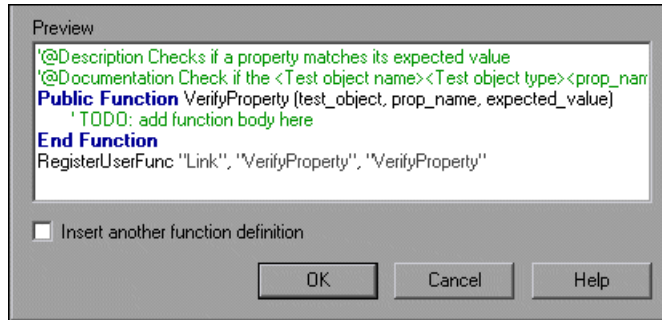 Preview
'@Description Checks if a property matches its expected value
'@Documentation Check if the <Test object name><Test object type><prop_nam
Public Function VerifyProperty (test_object, prop_name, expected_value)
' TODO: add function body here
End Function
RegisterUserFunc "Link", "VerifyProperty", "VerifyProperty"
Insert another function definition
OK Cancel Help